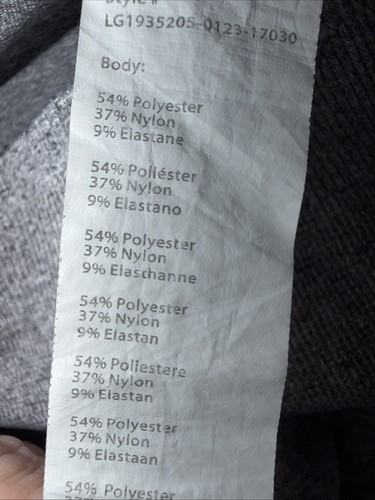 Style #
LG1935205-0123-17030
Body:
54% Polyester
37% Nylon
9% Elastane
54% Poliéster
37% Nylon
9% Elastano
54% Polyester
37% Nylon
9% Elasthanne
54% Polyester
37% Nylon
9% Elastan
54% Poliestere
37% Nylon
9% Elastan
54% Polyester
37% Nylon
9% Elastaan
54% Polyester